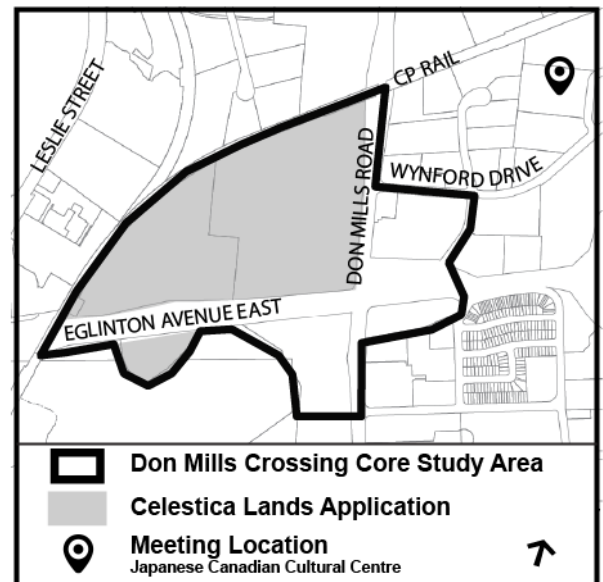 LESLIE STREET
CP RAIL
DON MILLS ROAD
WYNFORD DRIVE
EGLINTON AVENUE EAST
Don Mills Crossing Core Study Area
Celestica Lands Application
Meeting Location
Japanese Canadian Cultural Centre